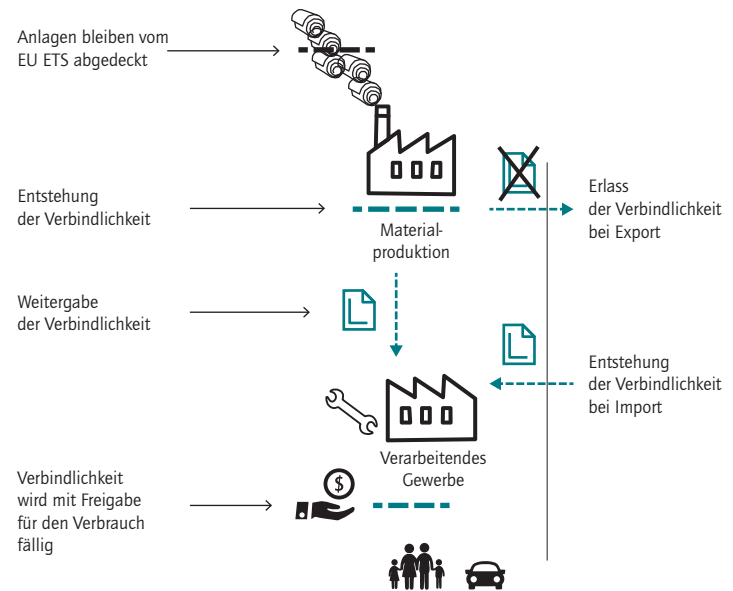 Anlagen bleiben vom
EU ETS abgedeckt
Entstehung
der Verbindlichkeit
Material-
produktion
Erlass
der Verbindlichkeit
bei Export
Weitergabe
der Verbindlichkeit
Entstehung
der Verbindlichkeit
bei Import
Verarbeitendes
Gewerbe
Verbindlichkeit
wird mit Freigabe
für den Verbrauch
fällig
$